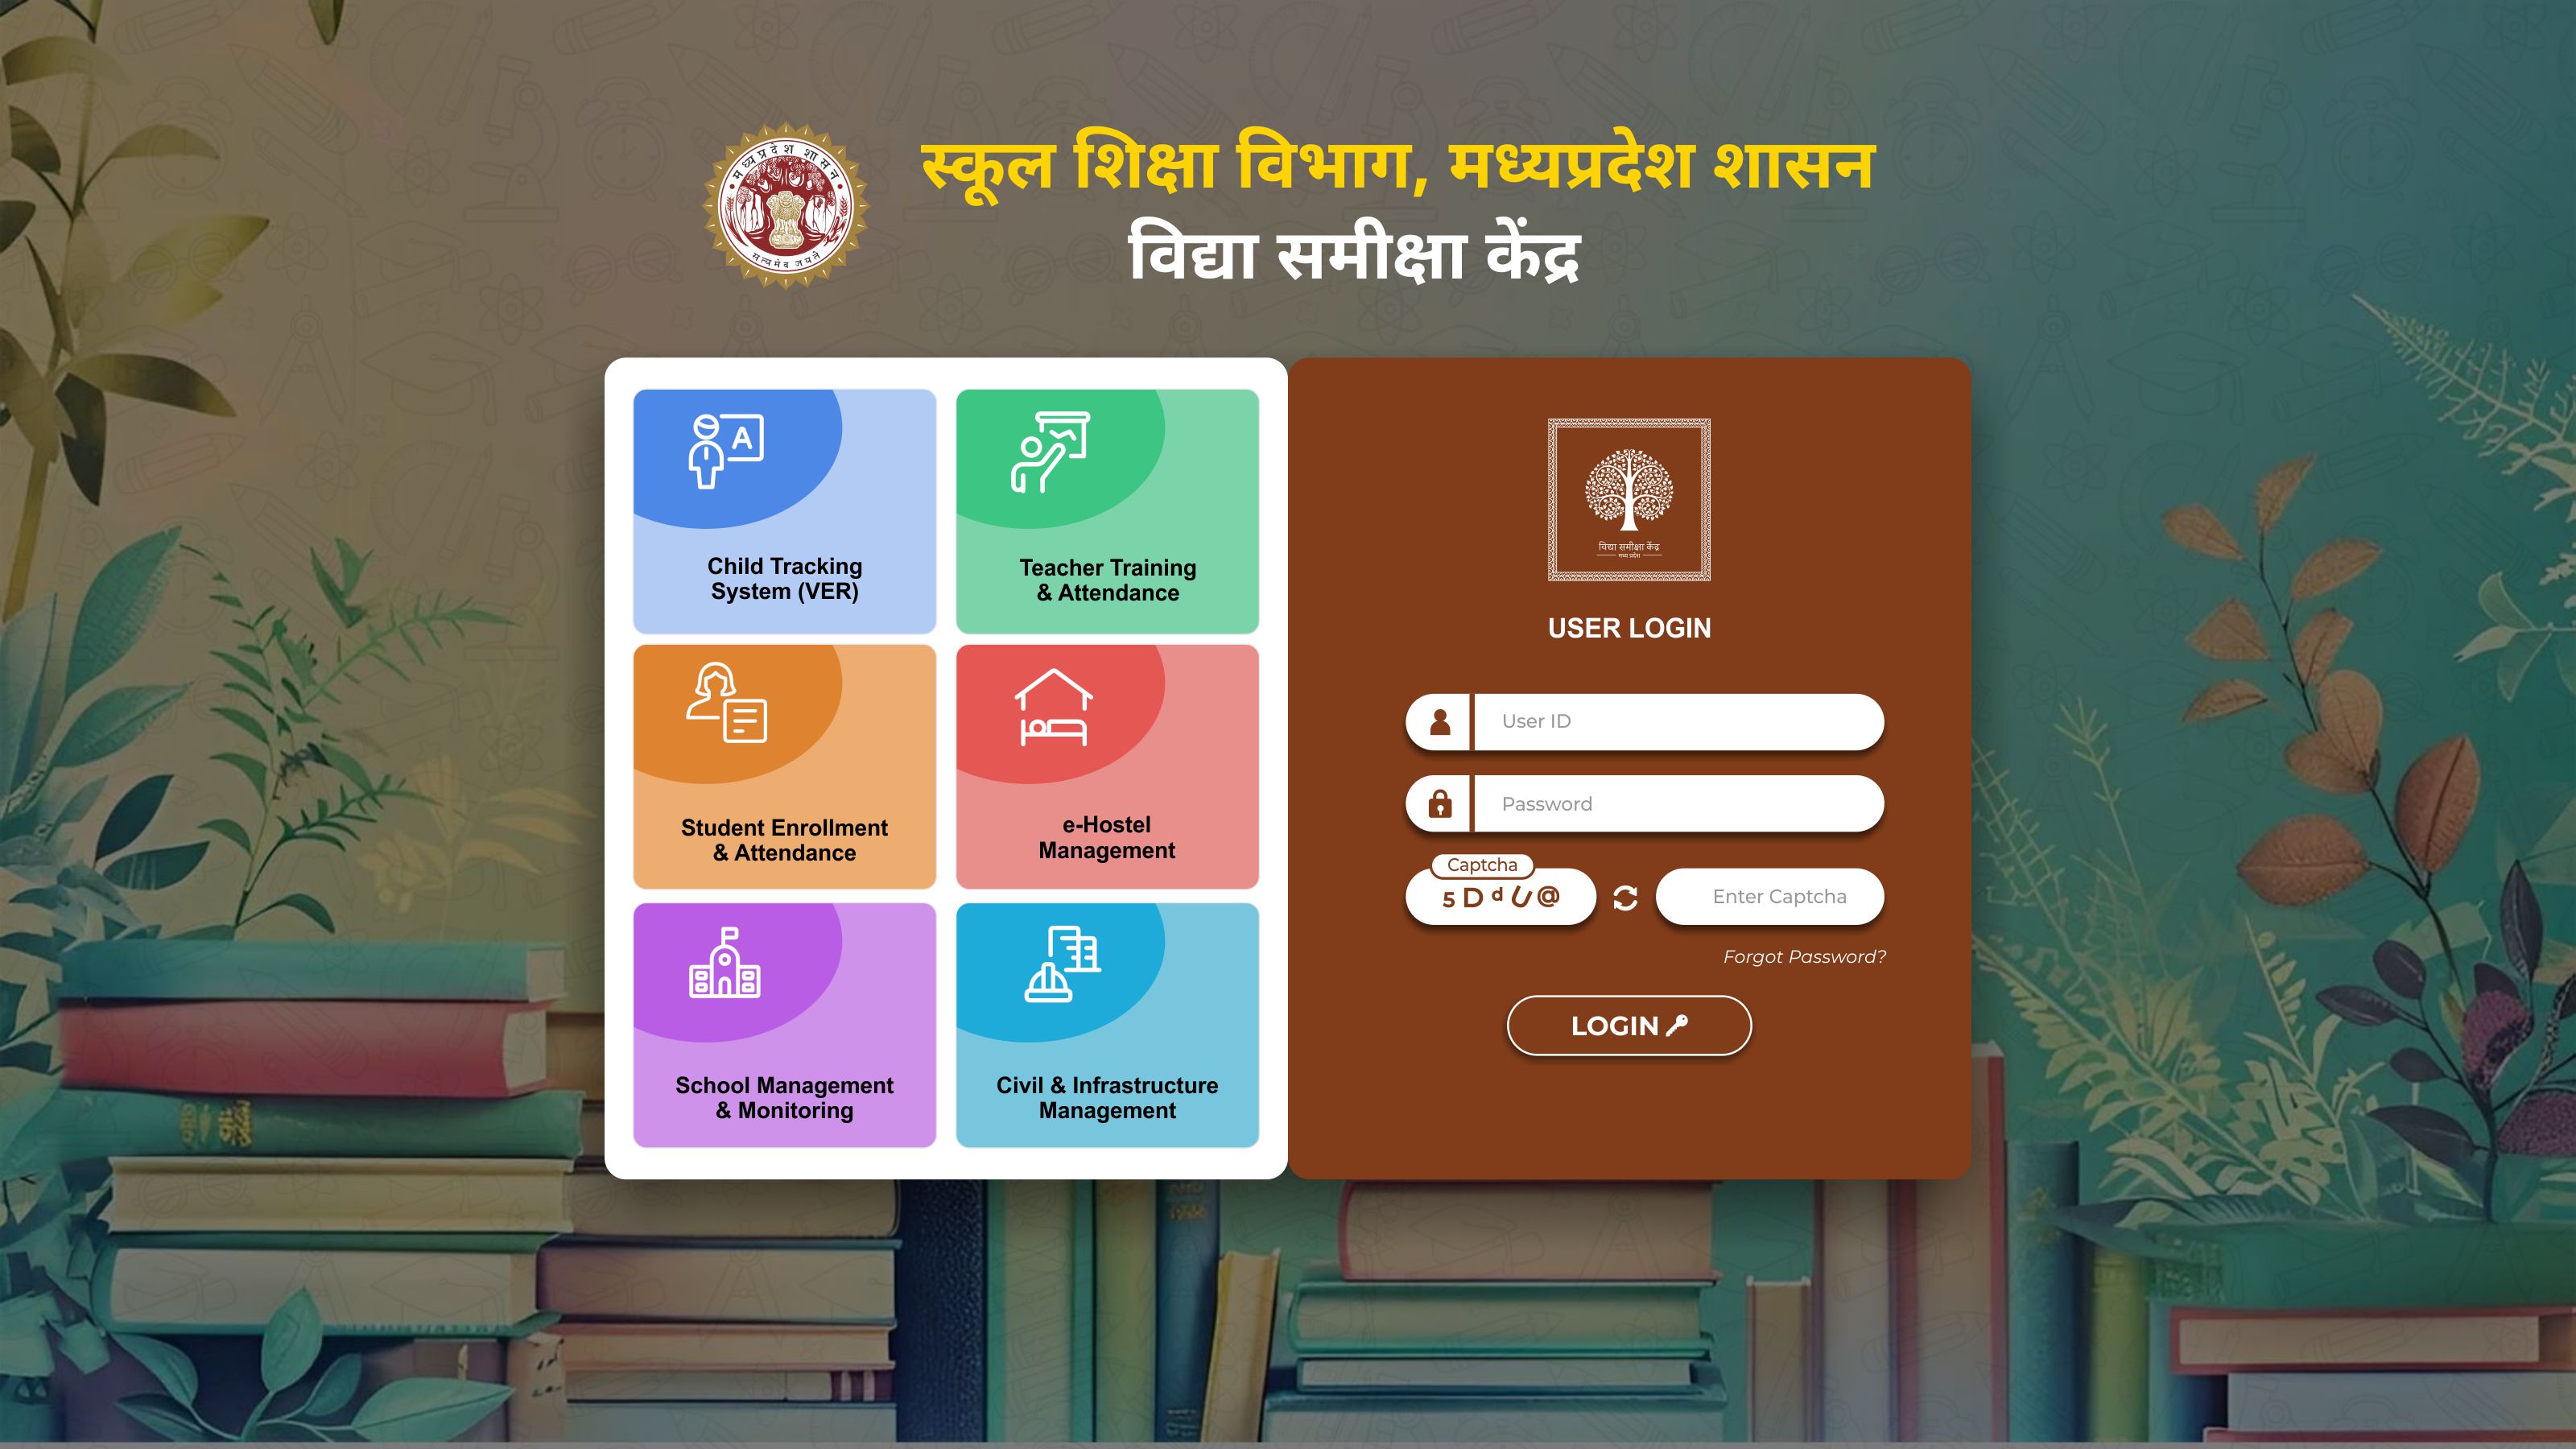 मध्यप्रदेश शासन
सत्यमेव जयते
स्कूल शिक्षा विभाग, मध्यप्रदेश शासन
विद्या समीक्षा केंद्र
Child Tracking
System (VER)
Teacher Training
& Attendance
Student Enrollment
& Attendance
e-Hostel
Management
School Management
& Monitoring
Civil & Infrastructure
Management
विद्या समीक्षा केंद्र
मध्य प्रदेश
USER LOGIN
User ID
Password
Captcha
5 D d U @
Enter Captcha
Forgot Password?
LOGIN